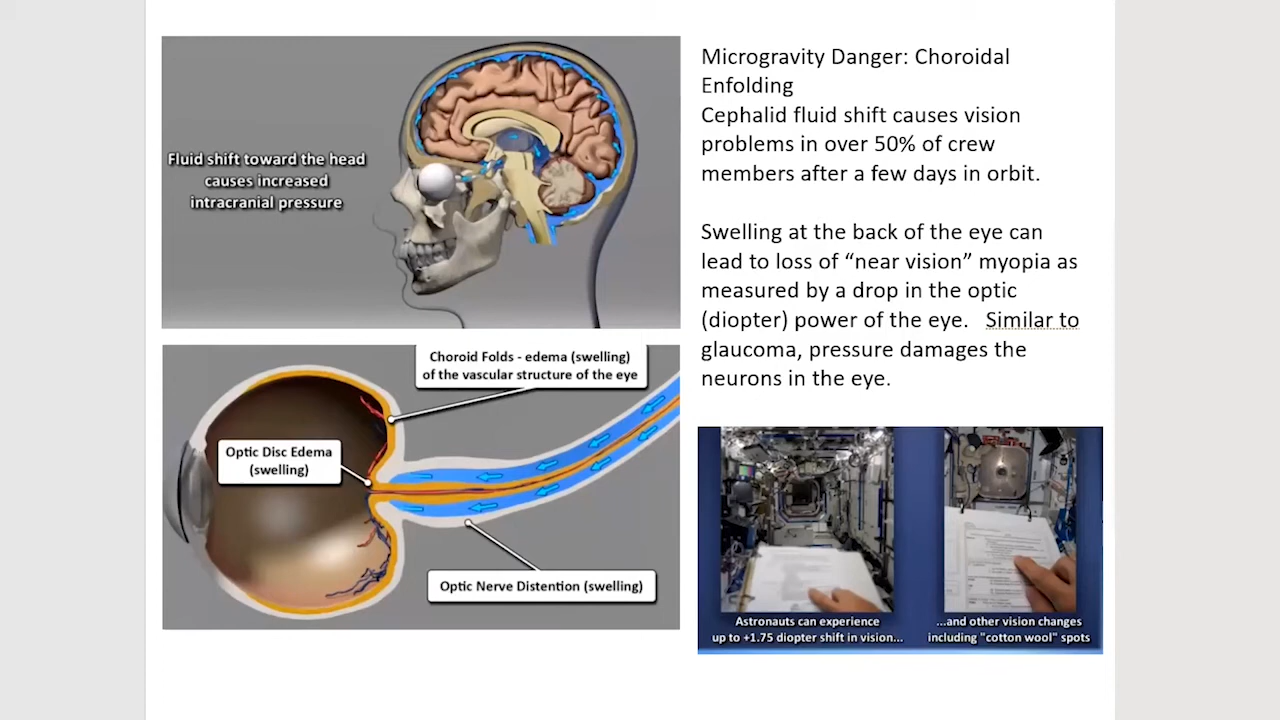 Fluid shift toward the head
causes increased
intracranial pressure
Microgravity Danger: Choroidal
Enfolding
Cephalid fluid shift causes vision
problems in over 50% of crew
members after a few days in orbit.
Swelling at the back of the eye can
lead to loss of “near vision” myopia as
measured by a drop in the optic
(diopter) power of the eye. Similar to
glaucoma, pressure damages the
neurons in the eye.
Choroid Folds - edema (swelling)
of the vascular structure of the eye
Optic Disc Edema
(swelling)
Optic Nerve Distention (swelling)
Astronauts can experience
up to +1.75 diopter shift in vision...
...and other vision changes
including "cotton wool" spots